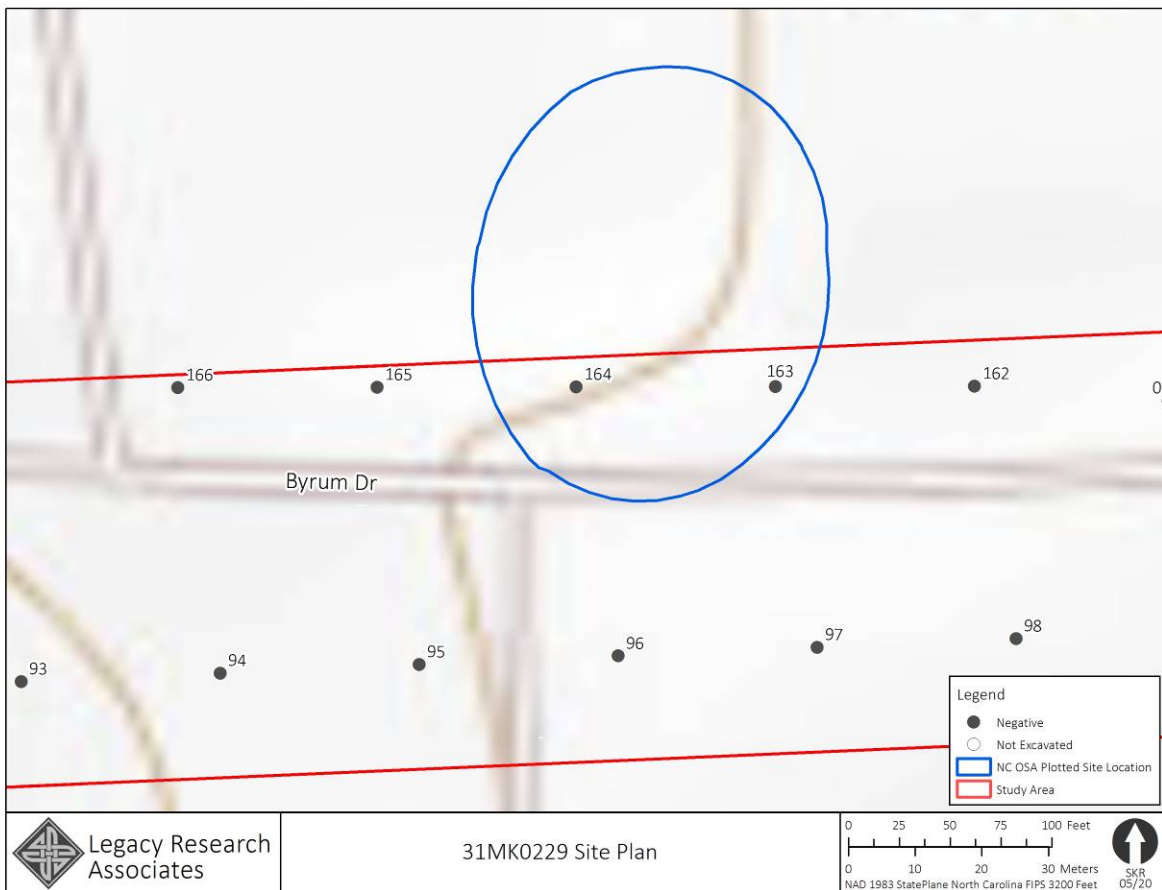 166
165
164
163
162
0
Byrum Dr
93
94
95
96
97
98
Legend
Negative
Not Excavated
NC OSA Plotted Site Location
Study Area
Legacy Research
Associates
31MK0229 Site Plan
0 25 50 75 100 Feet
0 10 20 30 Meters
NAD 1983 StatePlane North Carolina FIPS 3200 Feet
SKR
05/20